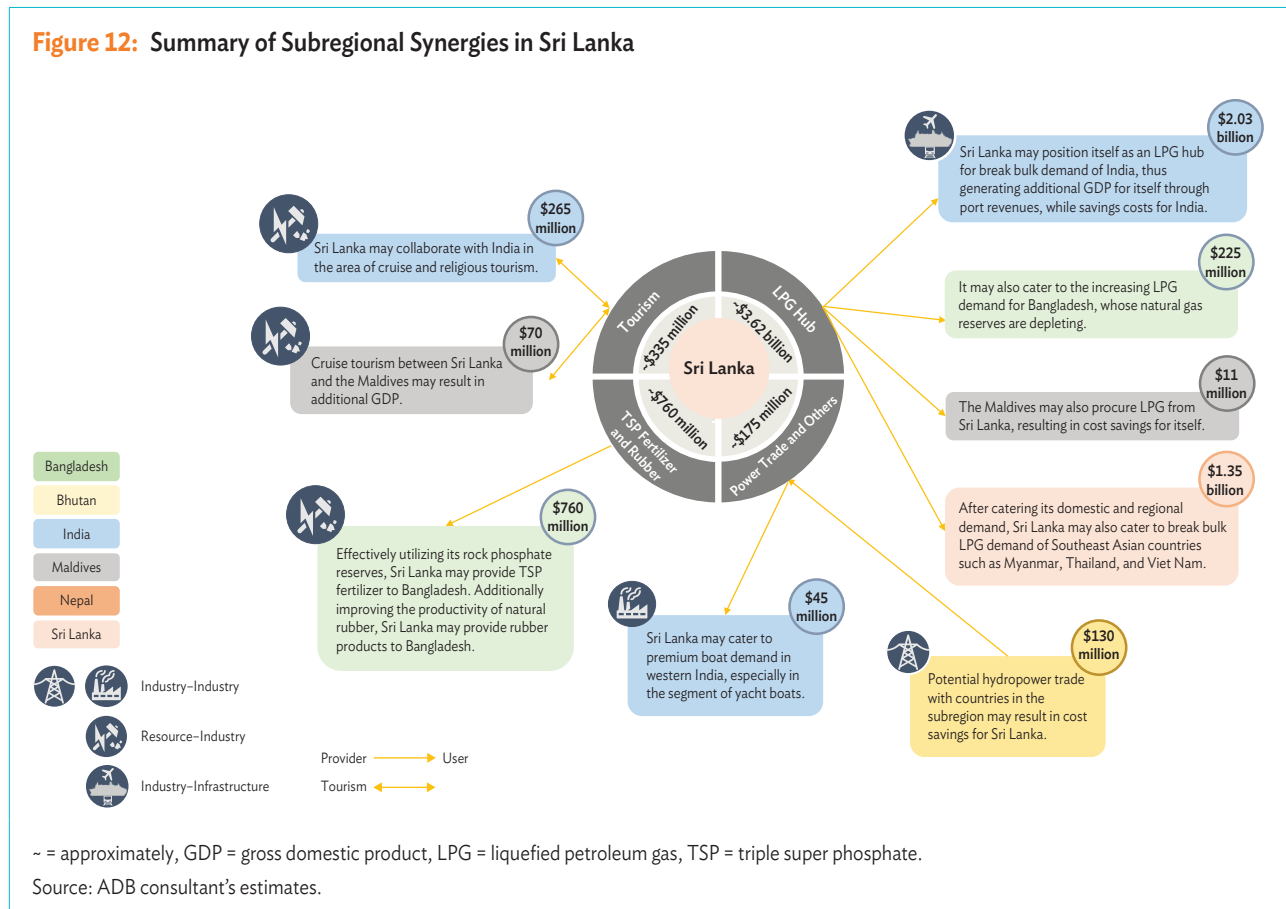 Figure 12: Summary of Subregional Synergies in Sri Lanka
$2.03
billion
Sri Lanka may position itself as an LPG hub
for break bulk demand of India, thus
generating additional GDP for itself through
port revenues, while savings costs for India.
$265
million
Sri Lanka may collaborate with India in
the area of cruise and religious tourism.
$225
million
It may also cater to the increasing LPG
demand for Bangladesh, whose natural gas
reserves are depleting.
$70
million
Cruise tourism between Sri Lanka
and the Maldives may result in
additional GDP.
Tourism
~$335 million
LPG Hub
~$3.62 billion
Sri Lanka
TSP Fertilizer
and Rubber
~$760 million
Power Trade and Others
~$175 million
$11
million
The Maldives may also procure LPG from
Sri Lanka, resulting in cost savings for itself.
$1.35
billion
After catering its domestic and regional
demand, Sri Lanka may also cater to break bulk
LPG demand of Southeast Asian countries
such as Myanmar, Thailand, and Viet Nam.
$760
million
Effectively utilizing its rock phosphate
reserves, Sri Lanka may provide TSP
fertilizer to Bangladesh. Additionally
improving the productivity of natural
rubber, Sri Lanka may provide rubber
products to Bangladesh.
$45
million
Sri Lanka may cater to
premium boat demand in
western India, especially in
the segment of yacht boats.
$130
million
Potential hydropower trade
with countries in the
subregion may result in cost
savings for Sri Lanka.
Bangladesh
Bhutan
India
Maldives
Nepal
Sri Lanka
Industry–Industry
Resource–Industry
Industry–Infrastructure
Provider User
Tourism
~ = approximately, GDP = gross domestic product, LPG = liquefied petroleum gas, TSP = triple super phosphate.
Source: ADB consultant's estimates.